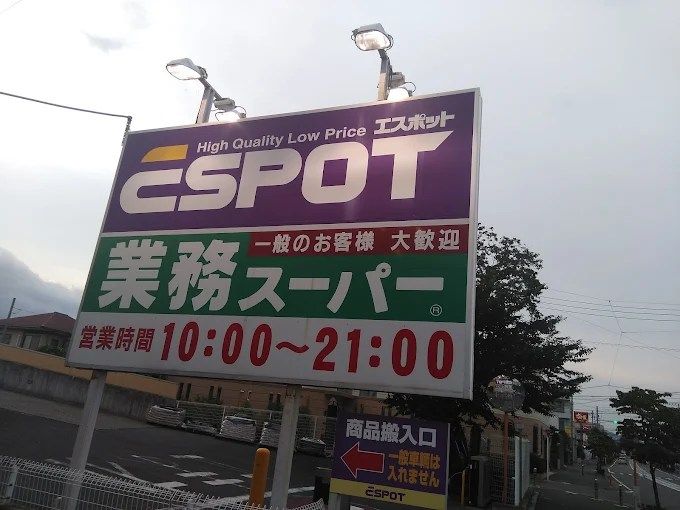 High Quality Low Price エスポット
ESPOT
一般のお客様 大歓迎
業務スーパー®
営業時間 10:00～21:00
商品搬入口
一般車輌は
入れません
ESPOT